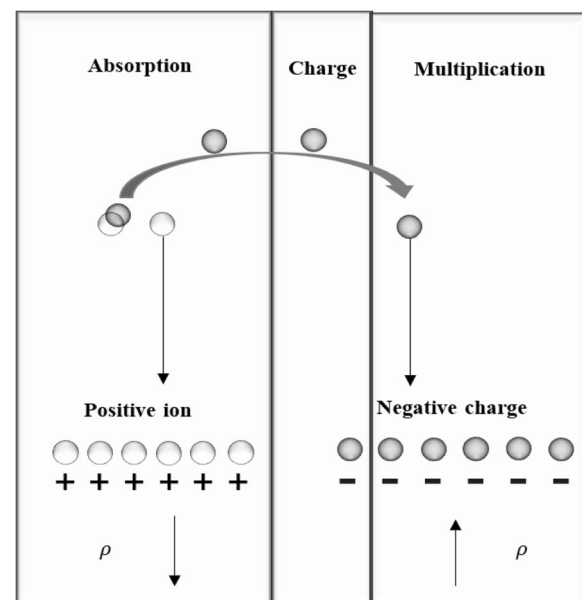 Absorption Charge Multiplication
Positive ion Negative charge
+ + + + + + - - - - - -
ρ ρ